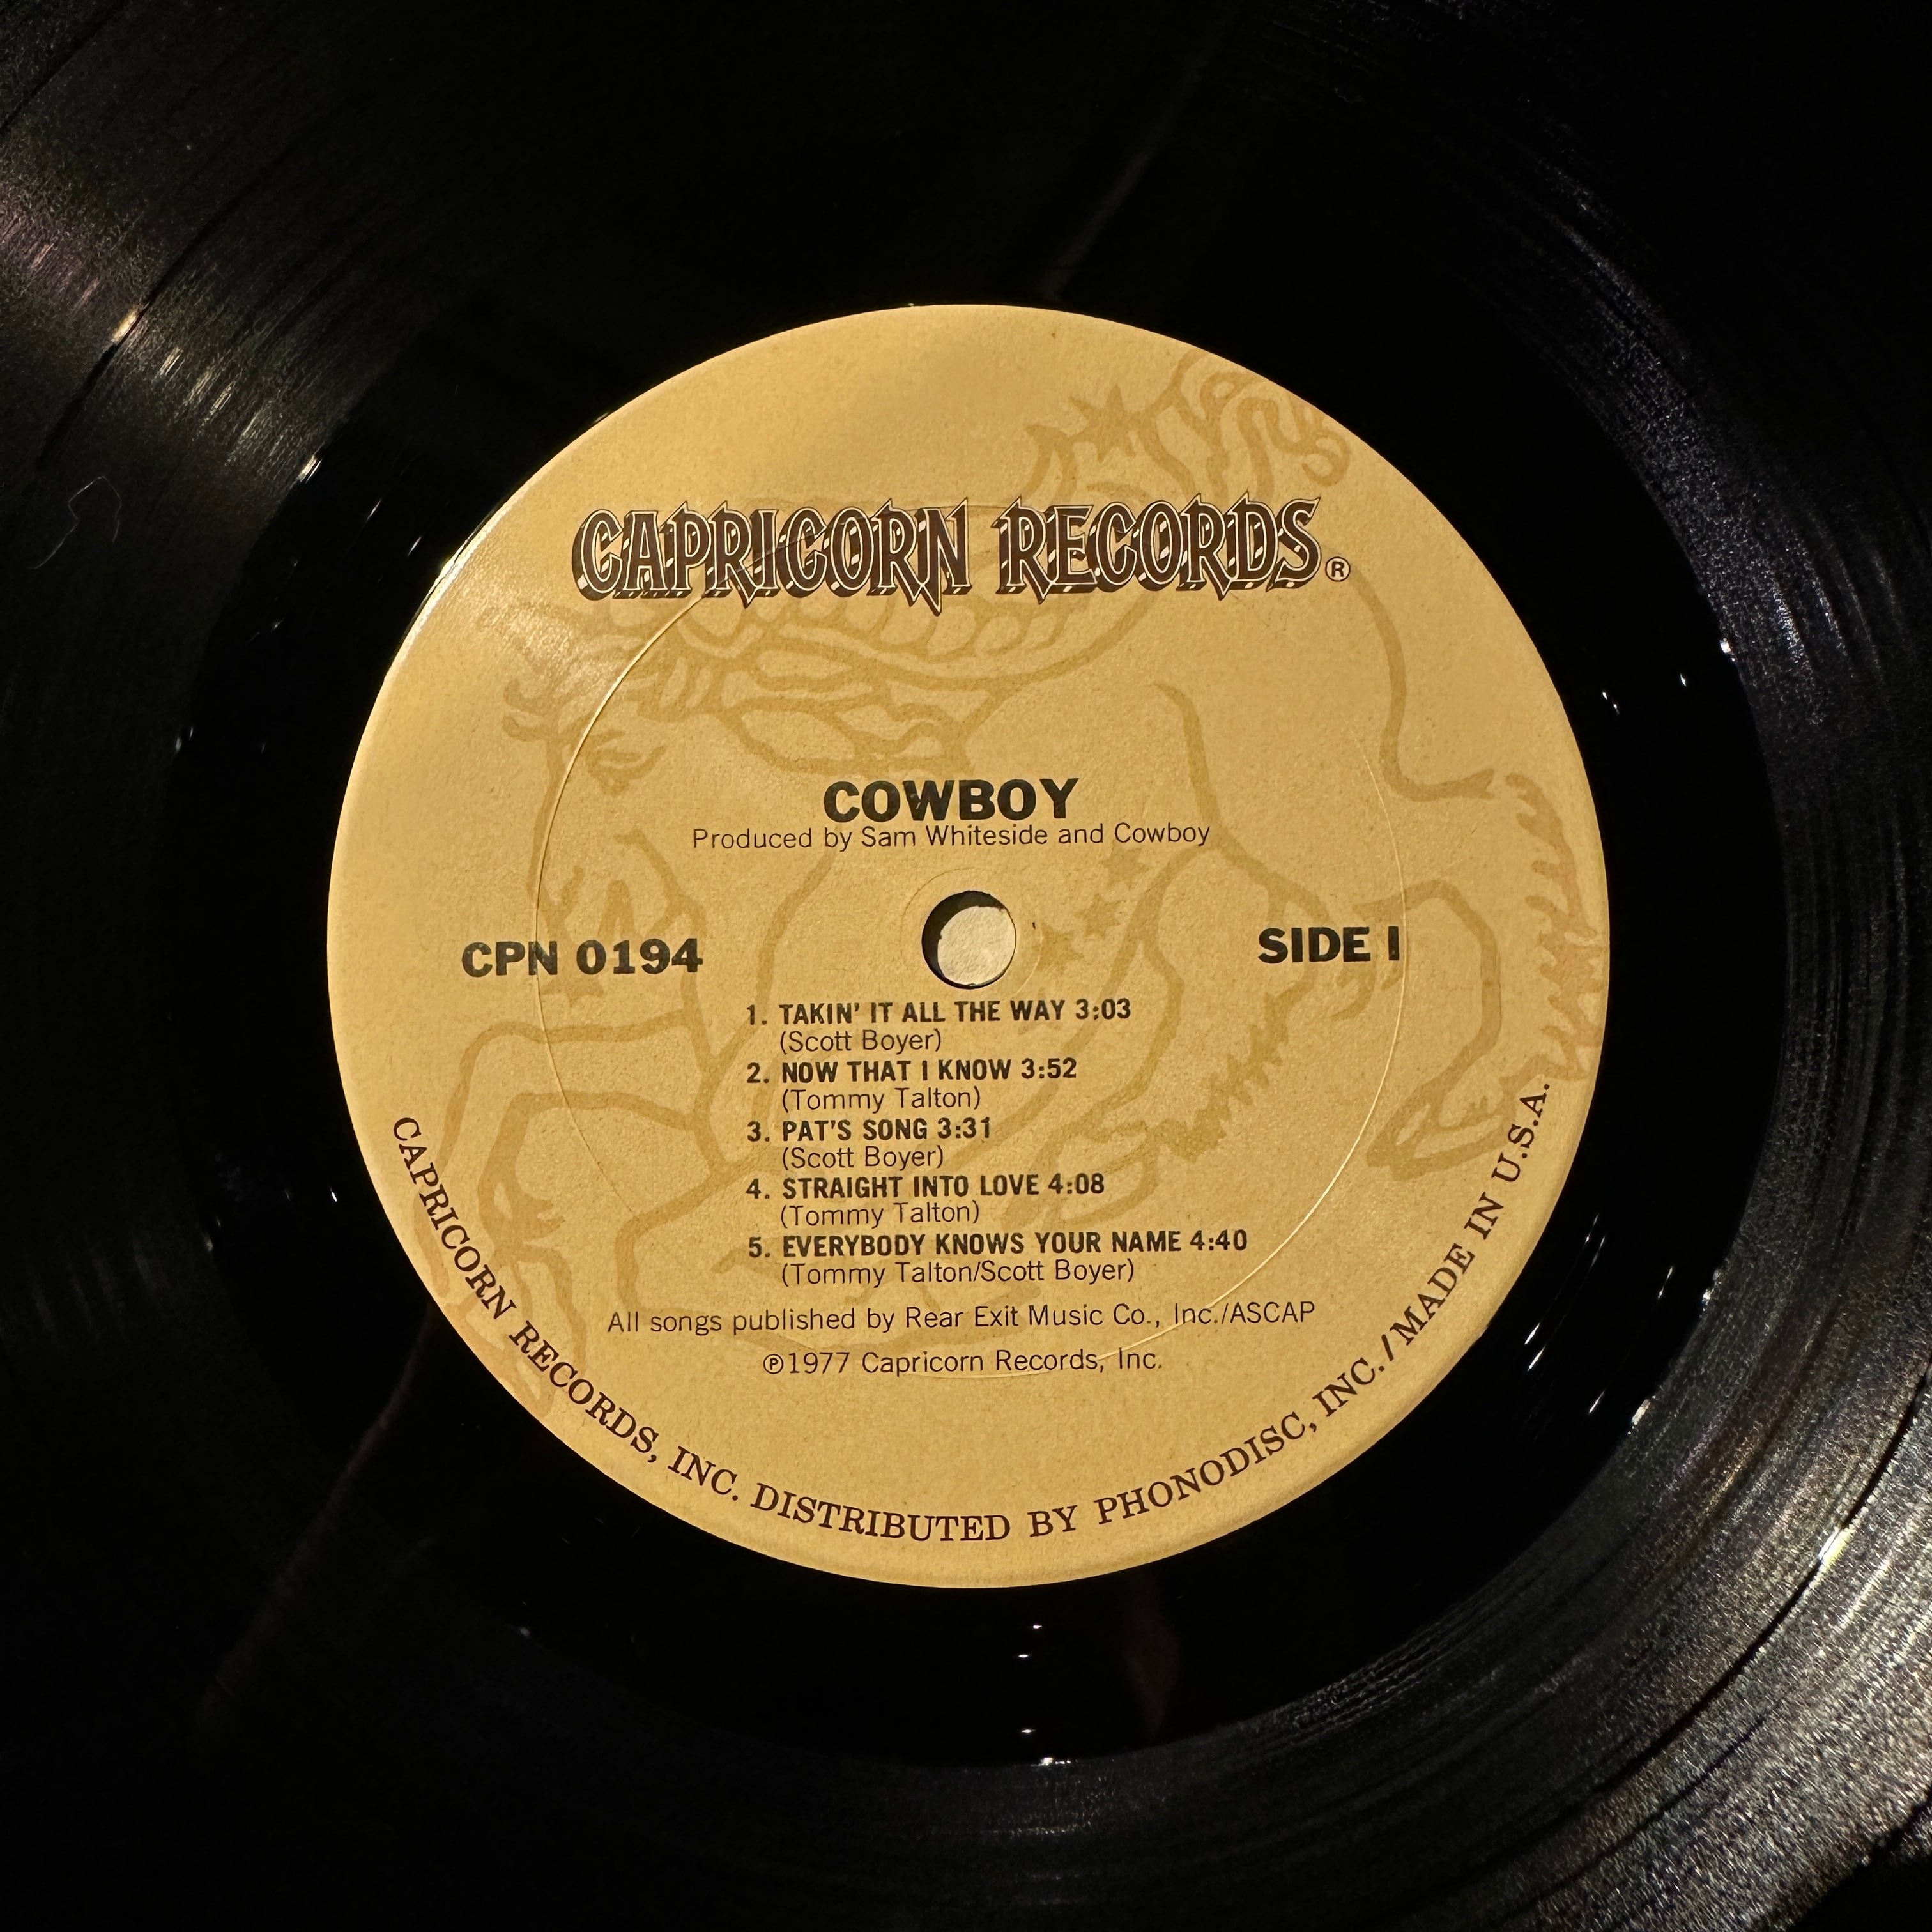 CAPRICORN RECORDS®
COWBOY
Produced by Sam Whiteside and Cowboy
CPN 0194
SIDE I
1. TAKIN' IT ALL THE WAY 3:03
(Scott Boyer)
2. NOW THAT I KNOW 3:52
(Tommy Talton)
3. PAT'S SONG 3:31
(Scott Boyer)
4. STRAIGHT INTO LOVE 4:08
(Tommy Talton)
5. EVERYBODY KNOWS YOUR NAME 4:40
(Tommy Talton/Scott Boyer)
All songs published by Rear Exit Music Co., Inc./ASCAP
℗1977 Capricorn Records, Inc.
CAPRICORN RECORDS, INC. DISTRIBUTED BY PHONODISC, INC./MADE IN U.S.A.